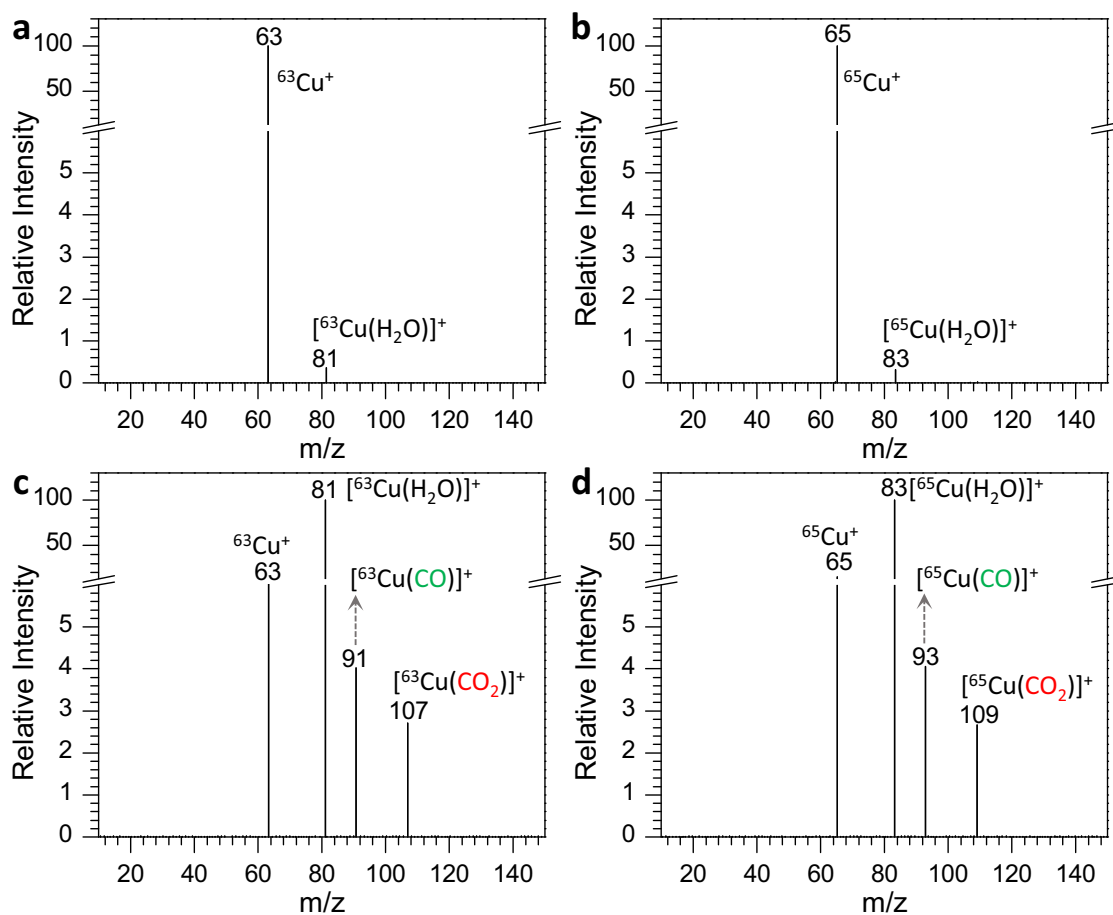 a
100
50
5
4
3
2
1
0
Relative Intensity
63
⁶³Cu⁺
[⁶³Cu(H₂O)]⁺
81
20 40 60 80 100 120 140
m/z
b
100
50
5
4
3
2
1
0
Relative Intensity
65
⁶⁵Cu⁺
[⁶⁵Cu(H₂O)]⁺
83
20 40 60 80 100 120 140
m/z
c
100
50
5
4
3
2
1
0
Relative Intensity
81 [⁶³Cu(H₂O)]⁺
⁶³Cu⁺
63
[⁶³Cu(CO)]⁺
91
[⁶³Cu(CO₂)]⁺
107
20 40 60 80 100 120 140
m/z
d
100
50
5
4
3
2
1
0
Relative Intensity
83 [⁶⁵Cu(H₂O)]⁺
⁶⁵Cu⁺
65
[⁶⁵Cu(CO)]⁺
93
[⁶⁵Cu(CO₂)]⁺
109
20 40 60 80 100 120 140
m/z